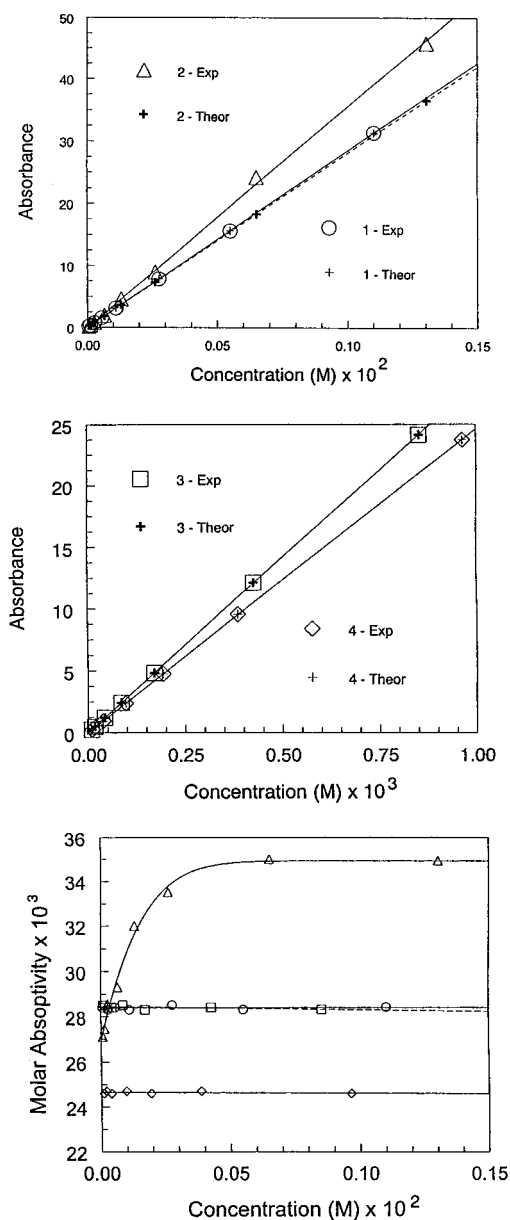 50
40
30
20
10
0
Absorbance
2 - Exp
2 - Theor
1 - Exp
1 - Theor
0.00
0.05
0.10
0.15
Concentration (M) x 10²
25
20
15
10
5
0
Absorbance
3 - Exp
3 - Theor
4 - Exp
4 - Theor
0.00
0.25
0.50
0.75
1.00
Concentration (M) x 10³
36
34
32
30
28
26
24
22
Molar Absoptivity x 10³
0.00
0.05
0.10
0.15
Concentration (M) x 10²